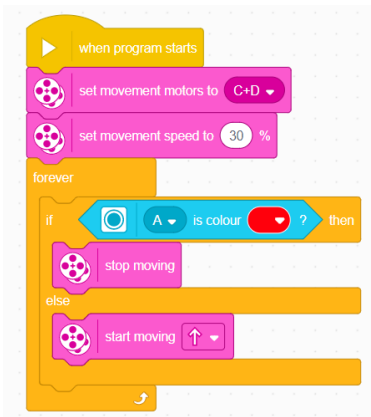 when program starts
set movement motors to C+D
set movement speed to 30 %
forever
if A is colour ? then
stop moving
else
start moving